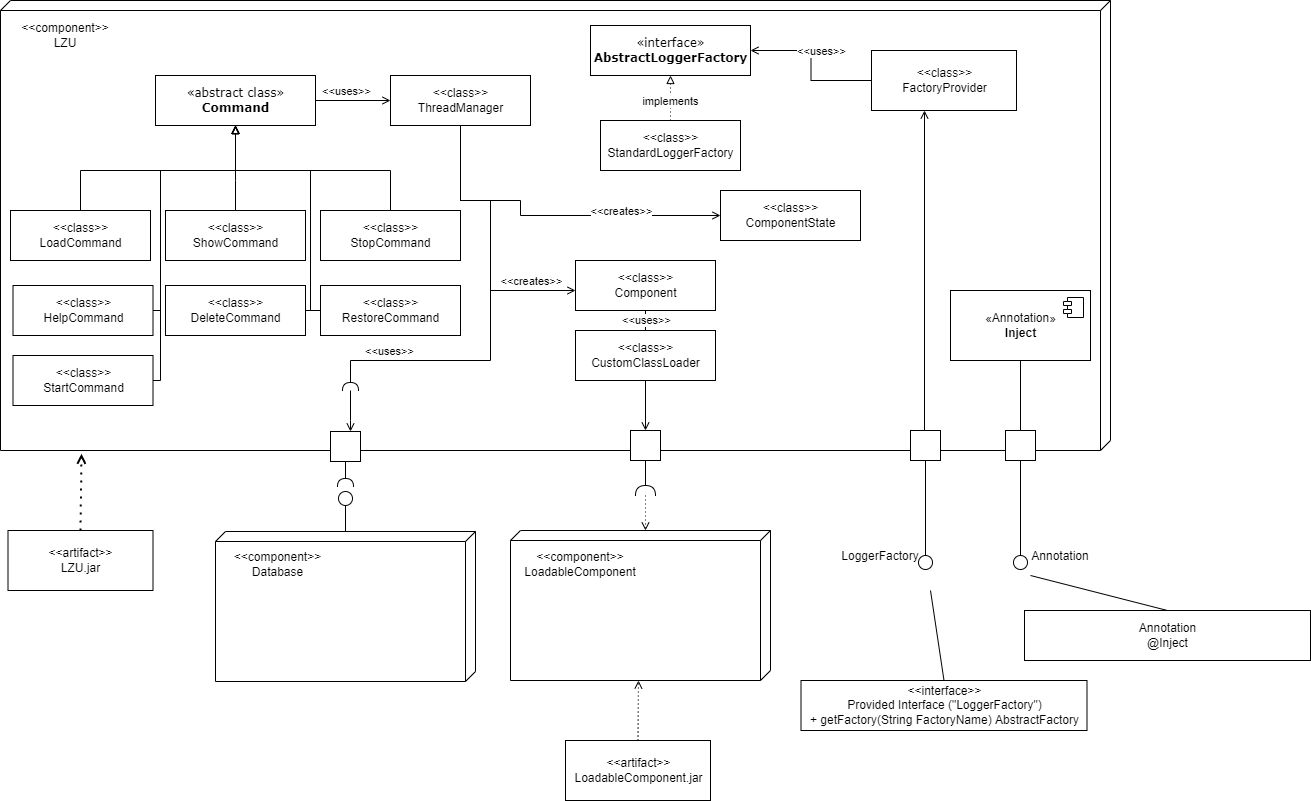 <<component>>
LZU
«interface»
AbstractLoggerFactory
<<uses>>
<<class>>
FactoryProvider
«abstract class»
Command
<<uses>>
<<class>>
ThreadManager
implements
<<class>>
StandardLoggerFactory
<<class>>
LoadCommand
<<class>>
ShowCommand
<<class>>
StopCommand
<<creates>>
<<class>>
ComponentState
<<class>>
HelpCommand
<<class>>
DeleteCommand
<<class>>
RestoreCommand
<<creates>>
<<class>>
Component
<<uses>>
<<class>>
CustomClassLoader
«Annotation»
Inject
<<class>>
StartCommand
<<uses>>
<<artifact>>
LZU.jar
<<component>>
Database
<<component>>
LoadableComponent
LoggerFactory
Annotation
Annotation
@Inject
<<interface>>
Provided Interface ("LoggerFactory")
+ getFactory(String FactoryName) AbstractFactory
<<artifact>>
LoadableComponent.jar